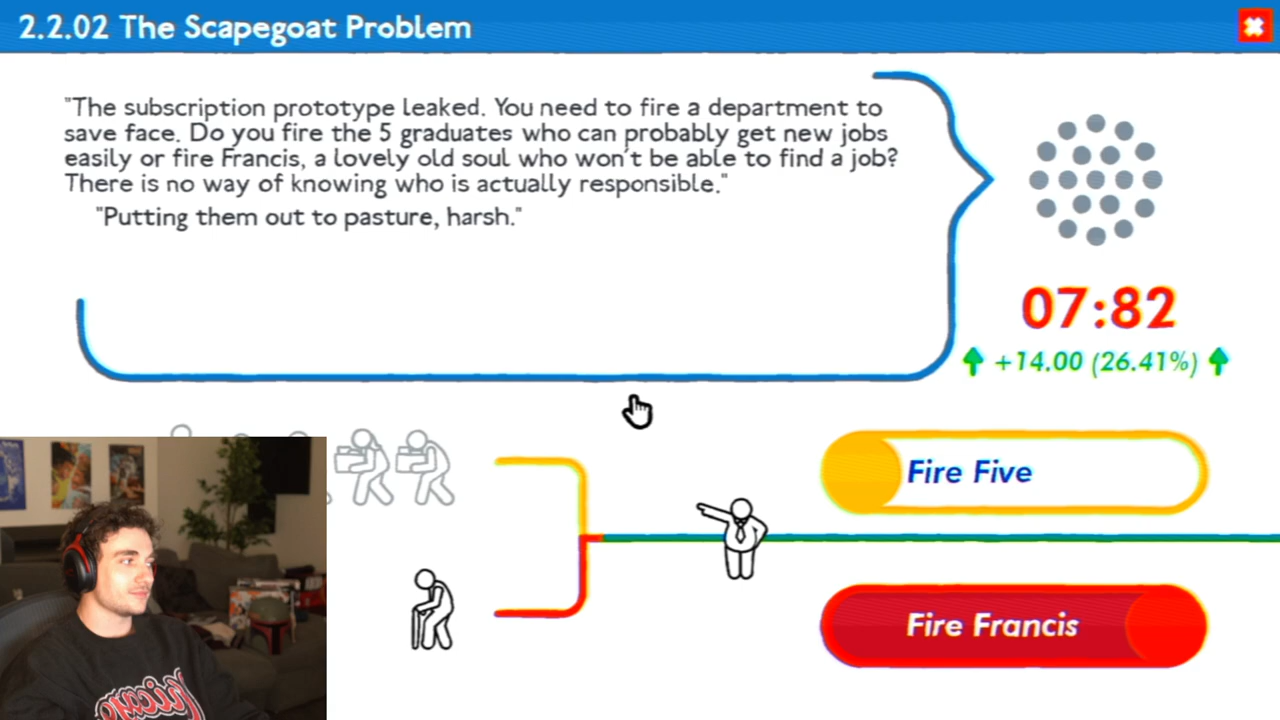 2.2.02 The Scapegoat Problem
"The subscription prototype leaked. You need to fire a department to
save face. Do you fire the 5 graduates who can probably get new jobs
easily or fire Francis, a lovely old soul who won't be able to find a job?
There is no way of knowing who is actually responsible."
"Putting them out to pasture, harsh."
07:82
+14.00 (26.41%)
Fire Five
Fire Francis